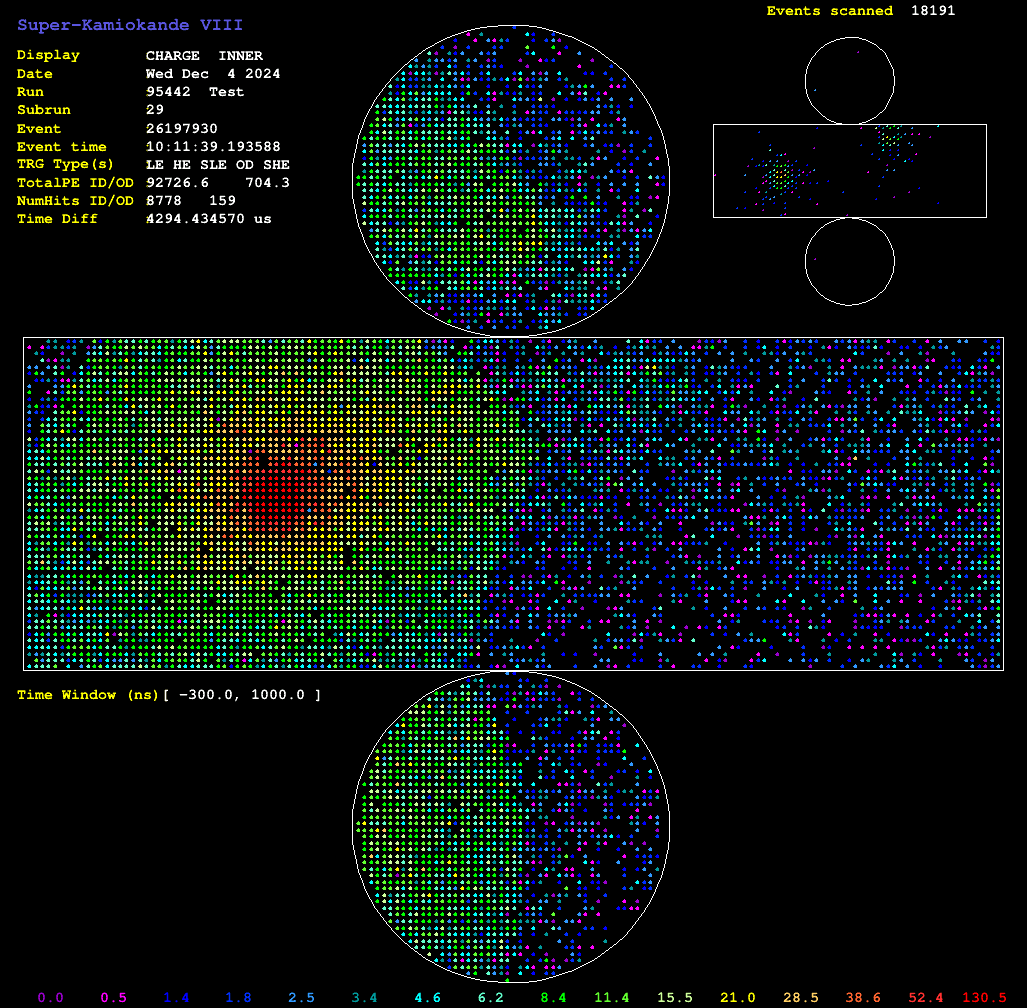 Super-Kamiokande VIII
Events scanned 18191
Display CHARGE INNER
Date Wed Dec 4 2024
Run 95442 Test
Subrun 29
Event 26197930
Event time 10:11:39.193588
TRG Type(s) LE HE SLE OD SHE
TotalPE ID/OD 92726.6 704.3
NumHits ID/OD 8778 159
Time Diff 4294.434570 us
Time Window (ns)[ -300.0, 1000.0 ]
0.0 0.5 1.4 1.8 2.5 3.4 4.6 6.2 8.4 11.4 15.5 21.0 28.5 38.6 52.4 130.5